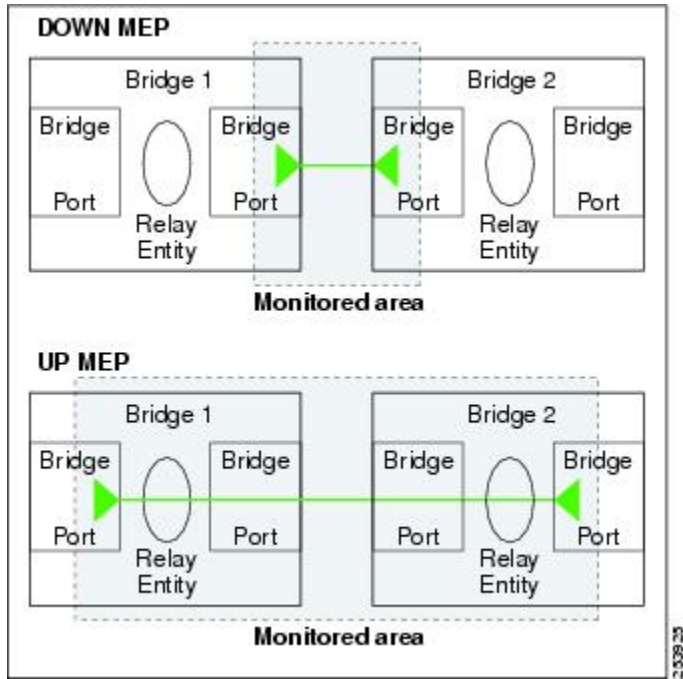 DOWN MEP
Bridge 1
Bridge 2
Bridge
Bridge
Bridge
Bridge
Port
Port
Port
Port
Relay
Entity
Relay
Entity
Monitored area
UP MEP
Bridge 1
Bridge 2
Bridge
Bridge
Bridge
Bridge
Port
Port
Port
Port
Relay
Entity
Relay
Entity
Monitored area
253925